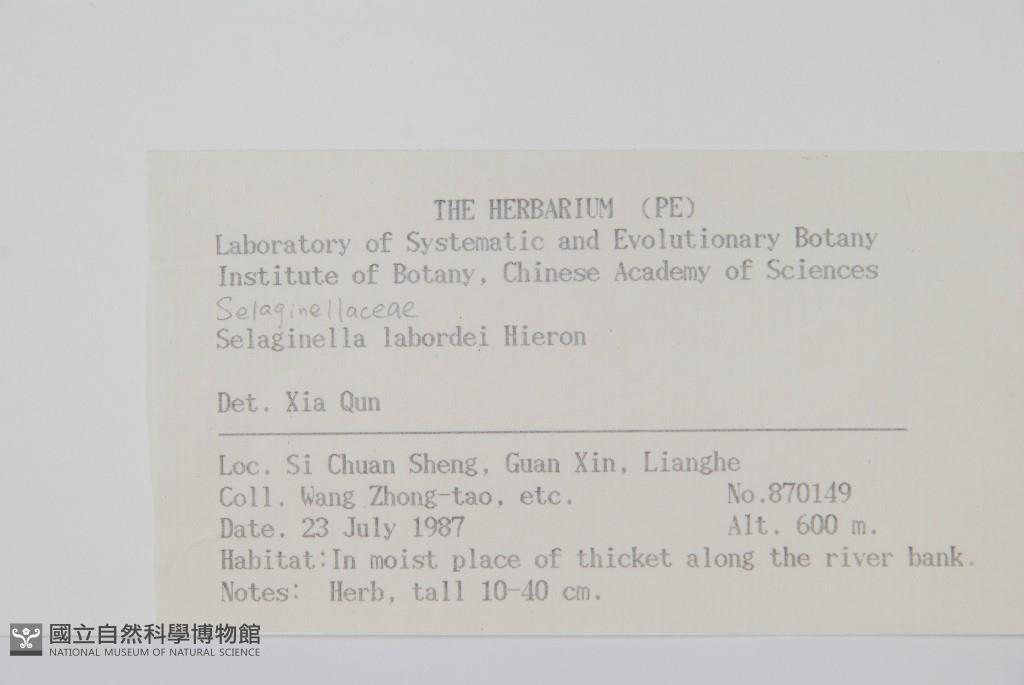 THE HERBARIUM (PE)
Laboratory of Systematic and Evolutionary Botany
Institute of Botany, Chinese Academy of Sciences
Selaginellaceae
Selaginella labordei Hieron
Det. Xia Qun
Loc. Si Chuan Sheng, Guan Xin, Lianghe
Coll. Wang Zhong-tao, etc. No.870149
Date. 23 July 1987 Alt. 600 m.
Habitat:In moist place of thicket along the river bank.
Notes: Herb, tall 10-40 cm.
國立自然科學博物館
NATIONAL MUSEUM OF NATURAL SCIENCE